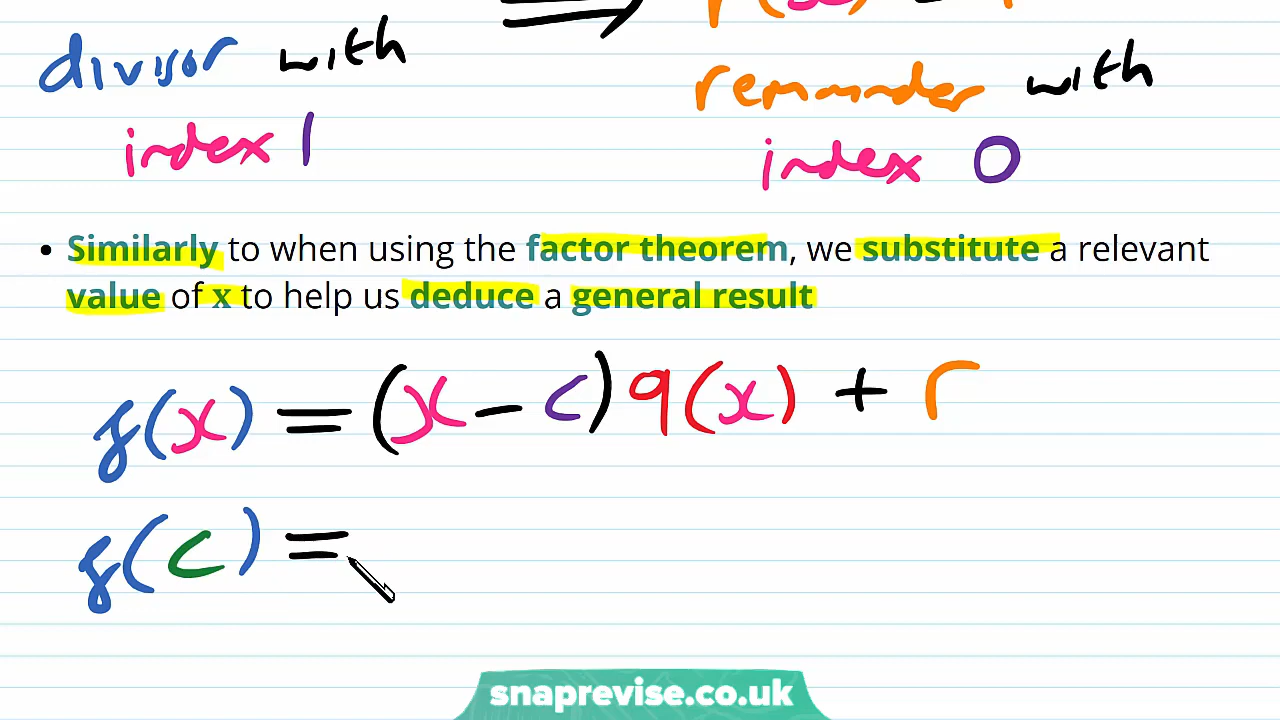 divisor with
index 1
remainder with
index 0
• Similarly to when using the factor theorem, we substitute a relevant
value of x to help us deduce a general result
f(x) = (x - c) q(x) + r
f(c) =
snaprevise.co.uk